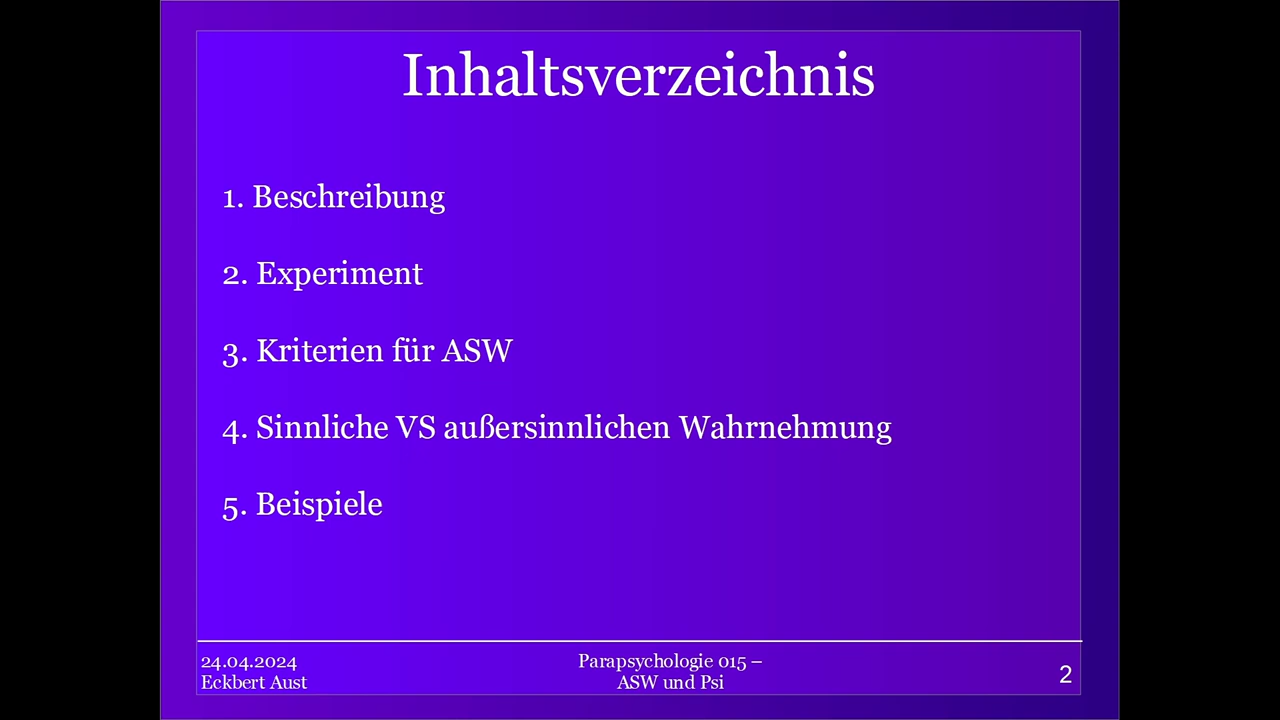 Inhaltsverzeichnis
1. Beschreibung
2. Experiment
3. Kriterien für ASW
4. Sinnliche VS außersinnlichen Wahrnehmung
5. Beispiele
24.04.2024
Eckbert Aust
Parapsychologie 015 –
ASW und Psi
2